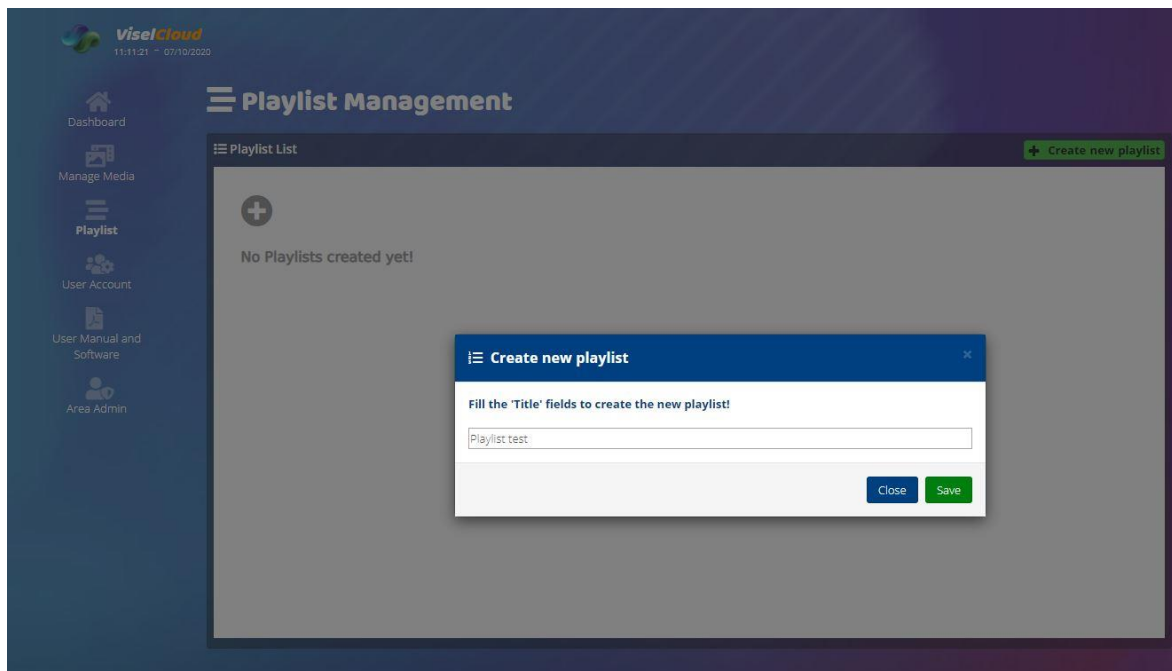 ViselCloud
11:11:21 - 07/10/2020
Dashboard
Manage Media
Playlist
User Account
User Manual and
Software
Area Admin
Playlist Management
Playlist List
Create new playlist
No Playlists created yet!
Create new playlist
×
Fill the 'Title' fields to create the new playlist!
Playlist test
Close
Save